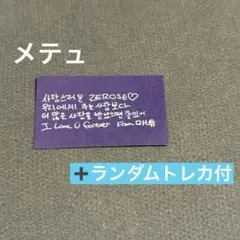 メテュ
사랑스러운 ZEROSE♡
우리에게 주는 사랑보다
더 많은 사랑을 받았으면 좋겠어
I Love U forever From 매튜
+ランダムトレカ付